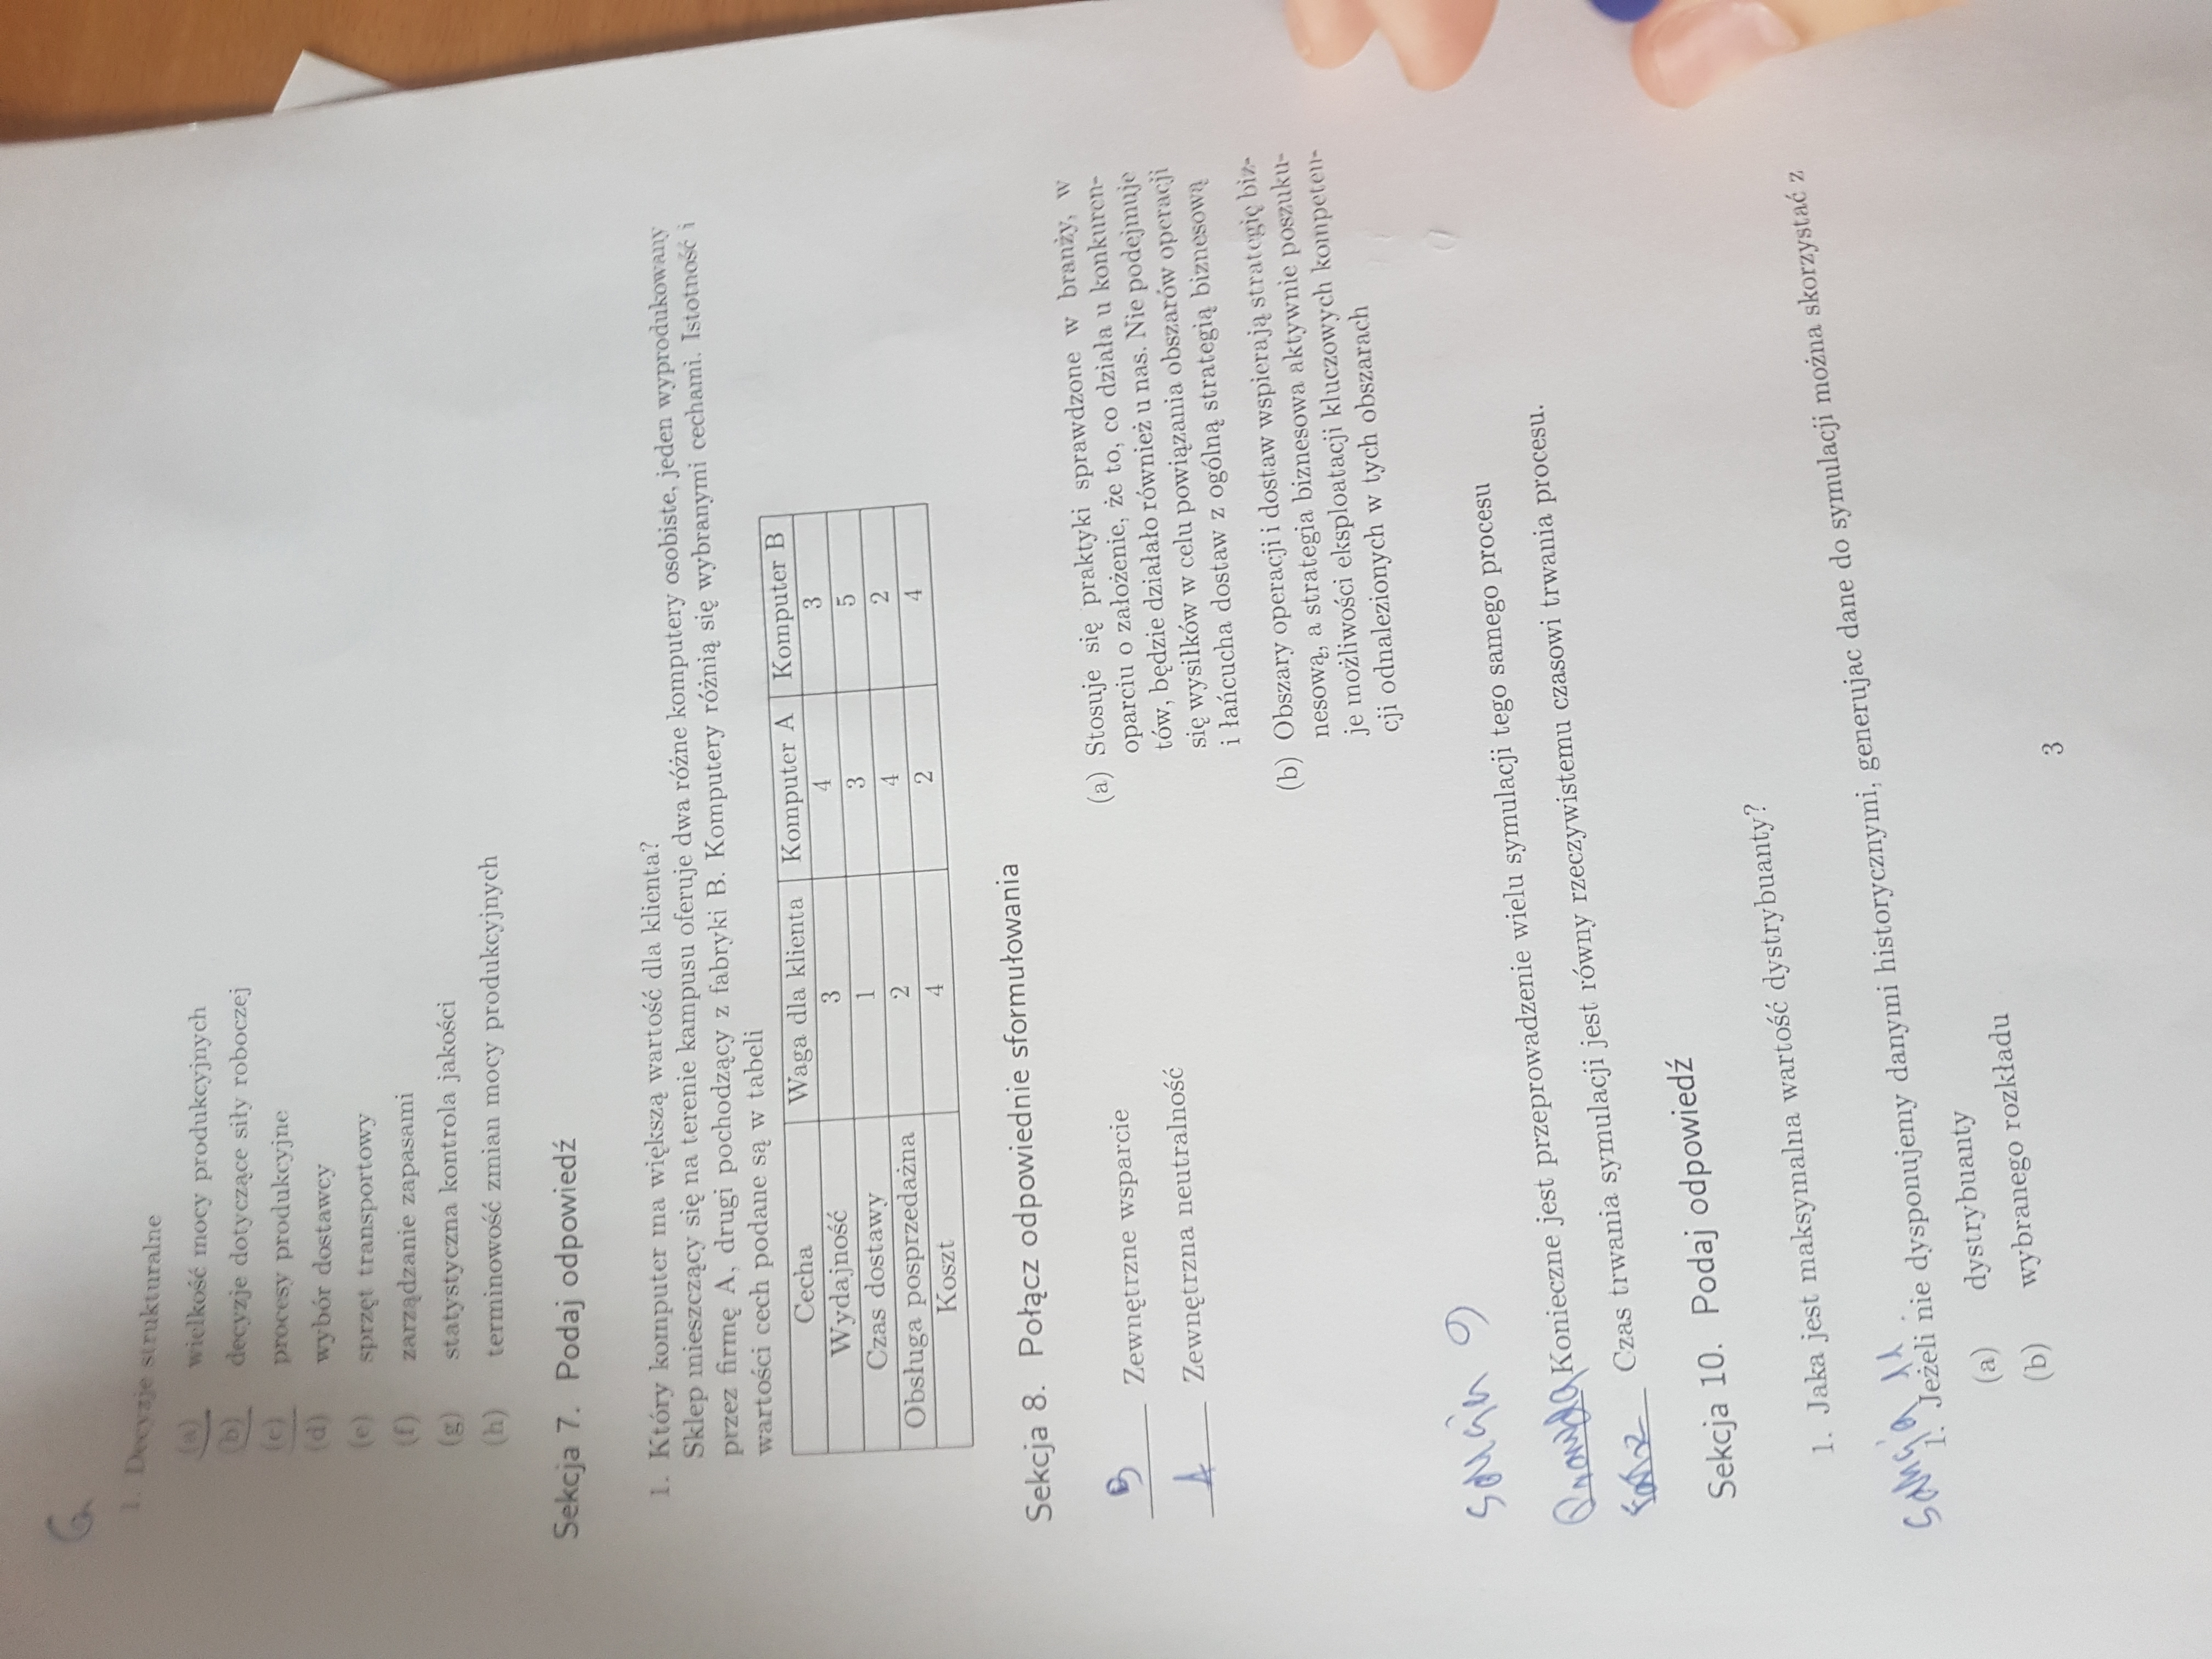 6
1. Decyzje strukturalne
(a) wielkość mocy produkcyjnych
(b) decyzje dotyczące siły roboczej
(c) procesy produkcyjne
(d) wybór dostawcy
(e) sprzęt transportowy
(f) zarządzanie zapasami
(g) statystyczna kontrola jakości
(h) terminowość zmian mocy produkcyjnych
Sekcja 7. Podaj odpowiedź
1. Który komputer ma większą wartość dla klienta?
Sklep mieszczący się na terenie kampusu oferuje dwa różne komputery osobiste, jeden wyprodukowany
przez firmę A, drugi pochodzący z fabryki B. Komputery różnią się wybranymi cechami. Istotność i
wartości cech podane są w tabeli
Cecha Waga dla klienta Komputer A Komputer B
Wydajność 3 4 3
Czas dostawy 1 3 5
Obsługa posprzedażna 2 4 2
Koszt 4 2 4
Sekcja 8. Połącz odpowiednie sformułowania
B Zewnętrzne wsparcie
A Zewnętrzna neutralność
(a) Stosuje się praktyki sprawdzone w branży, w
oparciu o założenie, że to, co działa u konkuren-
tów, będzie działało również u nas. Nie podejmuje
się wysiłków w celu powiązania obszarów operacji
i łańcucha dostaw z ogólną strategią biznesową
(b) Obszary operacji i dostaw wspierają strategię biz-
nesową, a strategia biznesowa aktywnie poszuku-
je możliwości eksploatacji kluczowych kompeten-
cji odnalezionych w tych obszarach
Sekcja 9
Prawda Konieczne jest przeprowadzenie wielu symulacji tego samego procesu
Fałsz Czas trwania symulacji jest równy rzeczywistemu czasowi trwania procesu.
Sekcja 10. Podaj odpowiedź
1. Jaka jest maksymalna wartość dystrybuanty?
Sekcja 11.
1. Jeżeli nie dysponujemy danymi historycznymi, generujac dane do symulacji można skorzystać z
(a) dystrybuanty
(b) wybranego rozkładu
3